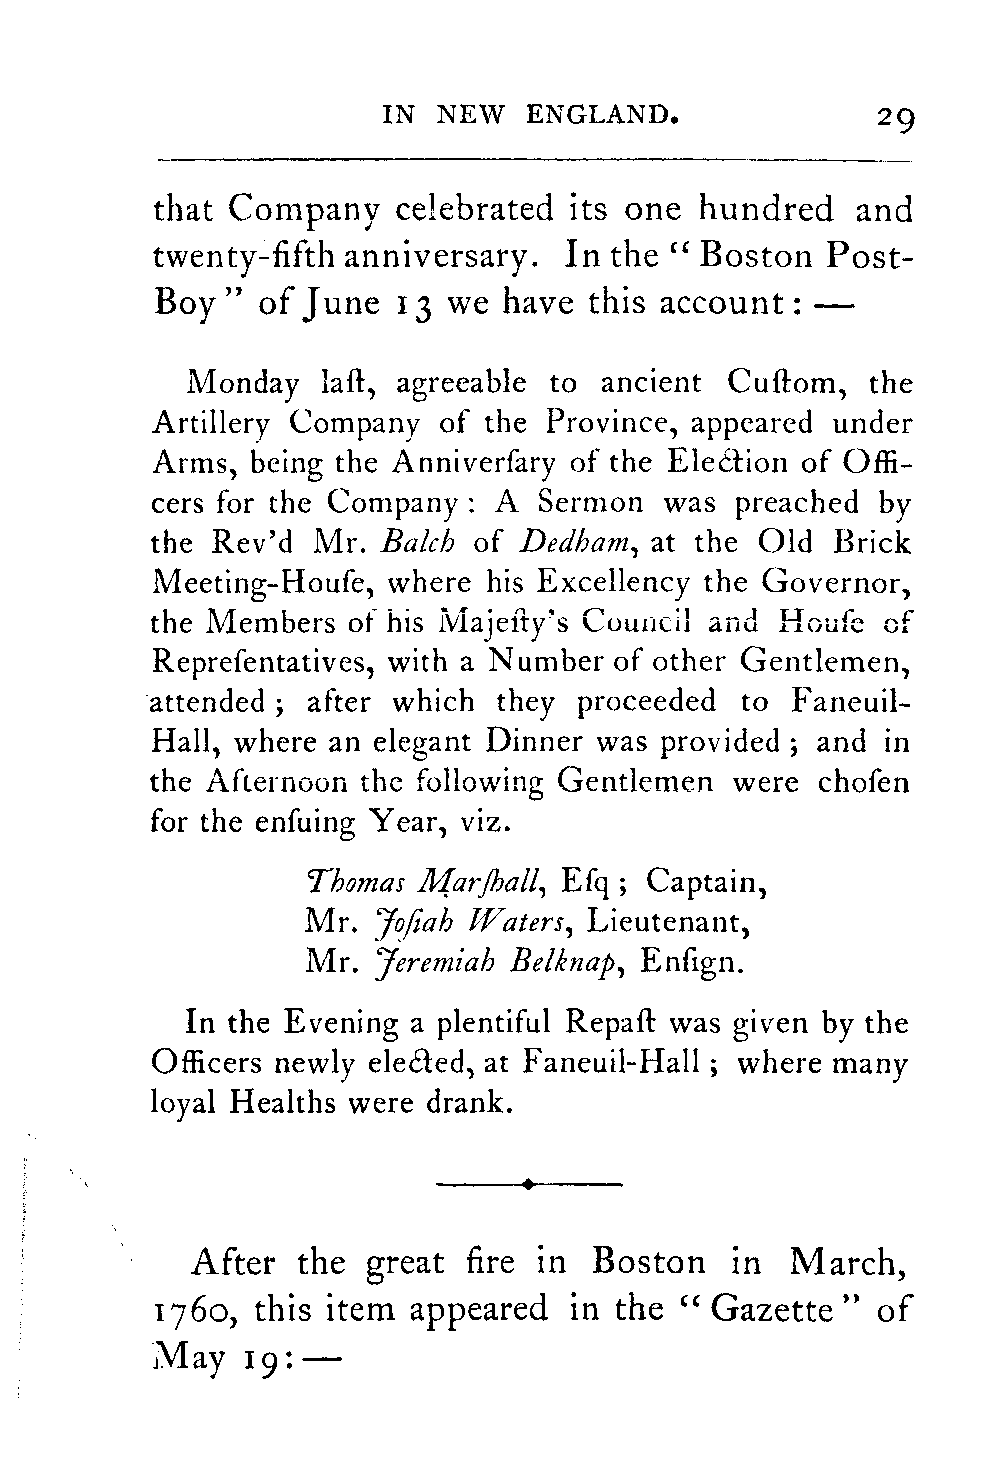 IN NEW ENGLAND. 29
that Company celebrated its one hundred and
twenty-fifth anniversary. In the “ Boston Post-
Boy ” of June 13 we have this account : —
Monday laſt, agreeable to ancient Cuſtom, the
Artillery Company of the Province, appeared under
Arms, being the Anniverſary of the Election of Offi-
cers for the Company : A Sermon was preached by
the Rev’d Mr. Balch of Dedham, at the Old Brick
Meeting-Houſe, where his Excellency the Governor,
the Members of his Majeſty’s Council and Houſe of
Repreſentatives, with a Number of other Gentlemen,
attended ; after which they proceeded to Faneuil-
Hall, where an elegant Dinner was provided ; and in
the Afternoon the following Gentlemen were choſen
for the enſuing Year, viz.
Thomas Marſhall, Eſq ; Captain,
Mr. Joſiah Waters, Lieutenant,
Mr. Jeremiah Belknap, Enſign.
In the Evening a plentiful Repaſt was given by the
Officers newly elected, at Faneuil-Hall ; where many
loyal Healths were drank.
After the great fire in Boston in March,
1760, this item appeared in the “ Gazette ” of
May 19 : —